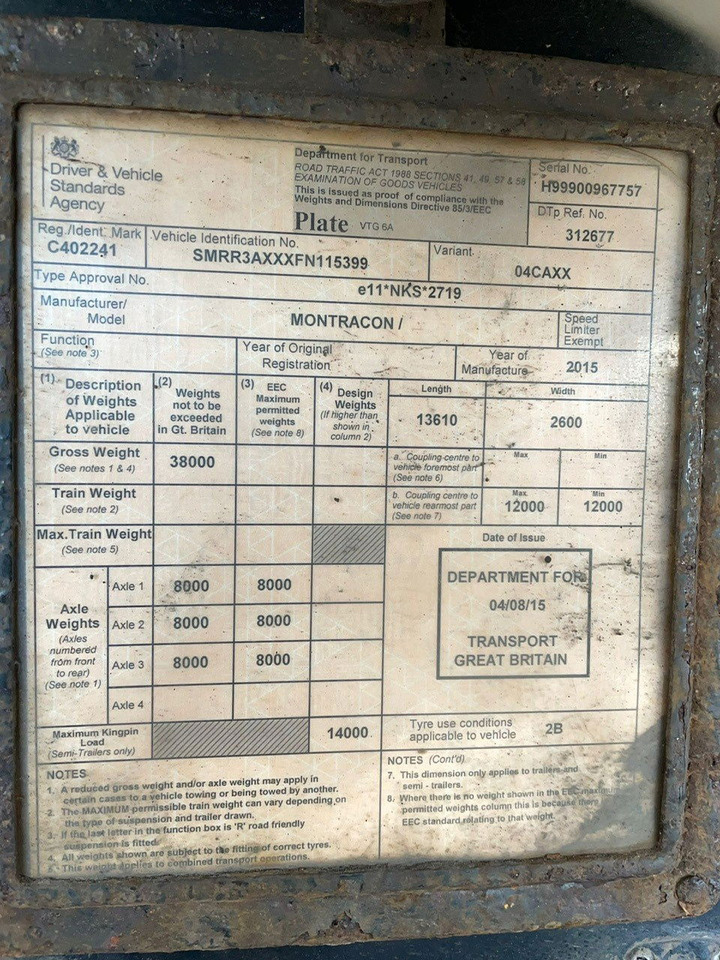 Driver & Vehicle
Standards
Agency
Department for Transport
ROAD TRAFFIC ACT 1988 SECTIONS 41, 49, 57 & 58
EXAMINATION OF GOODS VEHICLES
This is issued as proof of compliance with the
Weights and Dimensions Directive 85/3/EEC
Plate VTG 6A
Serial No.
H99900967757
DTp Ref. No.
312677
Reg./Ident. Mark
C402241
Vehicle Identification No.
SMRR3AXXXFN115399
Variant
04CAXX
Type Approval No.
e11*NKS*2719
Manufacturer/
Model
MONTRACON /
Speed
Limiter
Exempt
Function
(See note 3)
Year of Original
Registration
Year of
Manufacture
2015
(1) Description
of Weights
Applicable
to vehicle
(2) Weights
not to be
exceeded
in Gt. Britain
(3) EEC
Maximum
permitted
weights
(See note 8)
(4) Design
Weights
(If higher than
shown in
column 2)
Length
13610
Width
2600
Gross Weight
(See notes 1 & 4)
38000
a. Coupling centre to
vehicle foremost part
(See note 6)
Max
Min
Train Weight
(See note 2)
b. Coupling centre to
vehicle rearmost part
(See note 7)
Max.
12000
Min
12000
Max.Train Weight
(See note 5)
Date of Issue
DEPARTMENT FOR
04/08/15
TRANSPORT
GREAT BRITAIN
Axle
Weights
(Axles
numbered
from front
to rear)
(See note 1)
Axle 1 8000 8000
Axle 2 8000 8000
Axle 3 8000 8000
Axle 4
Maximum Kingpin
Load
(Semi-Trailers only)
14000
Tyre use conditions
applicable to vehicle
2B
NOTES
1. A reduced gross weight and/or axle weight may apply in
certain cases to a vehicle towing or being towed by another.
2. The MAXIMUM permissible train weight can vary depending on
the type of suspension and trailer drawn.
3. If the last letter in the function box is 'R' road friendly
suspension is fitted.
4. All weights shown are subject to the fitting of correct tyres.
5. This weight applies to combined transport operations.
NOTES (Cont'd)
7. This dimension only applies to trailers and
semi - trailers.
8. Where there is no weight shown in the EEC maximum
permitted weights column this is because there
EEC standard relating to that weight.